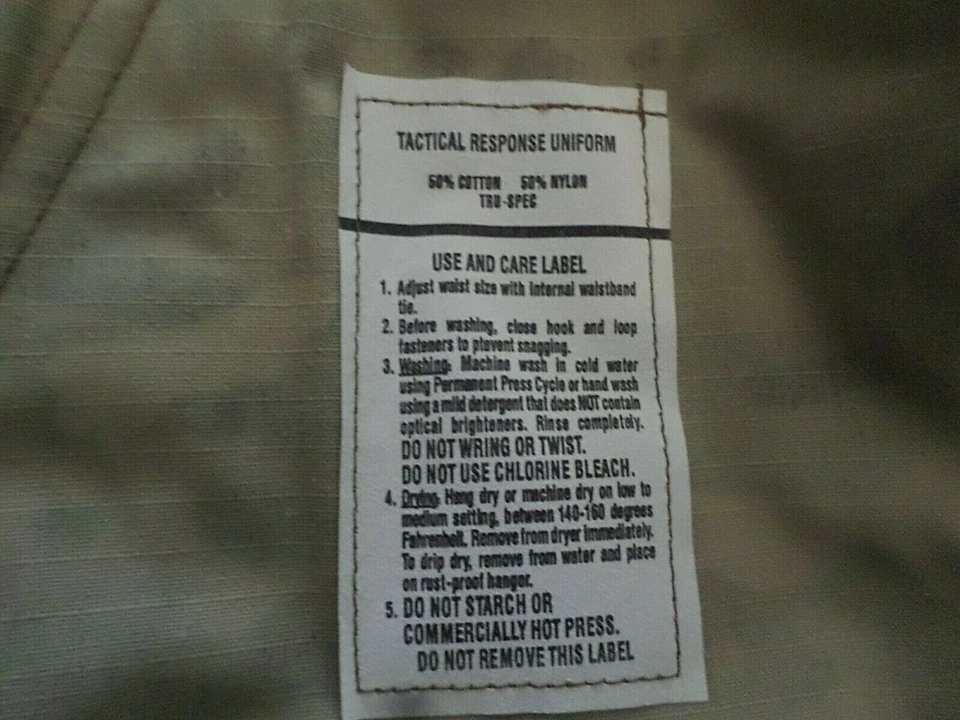 TACTICAL RESPONSE UNIFORM
50% COTTON 50% NYLON
TRU-SPEC
USE AND CARE LABEL
1. Adjust waist size with internal waistband
tie.
2. Before washing, close hook and loop
fasteners to ptevent snagging.
3. Washing: Machine wash in cold water
using Permanent Press Cycle or hand wash
using a mild detergent that does NOT contain
optical brighteners. Rinse completely.
DO NOT WRING OR TWIST.
DO NOT USE CHLORINE BLEACH.
4. Drying: Hang dry or machine dry on low to
medium setting, between 140-160 degrees
Fahrenheit. Remove from dryer immediately.
To drip dry, remove from water and place
on rust-proof hanger.
5. DO NOT STARCH OR
COMMERCIALLY HOT PRESS.
DO NOT REMOVE THIS LABEL